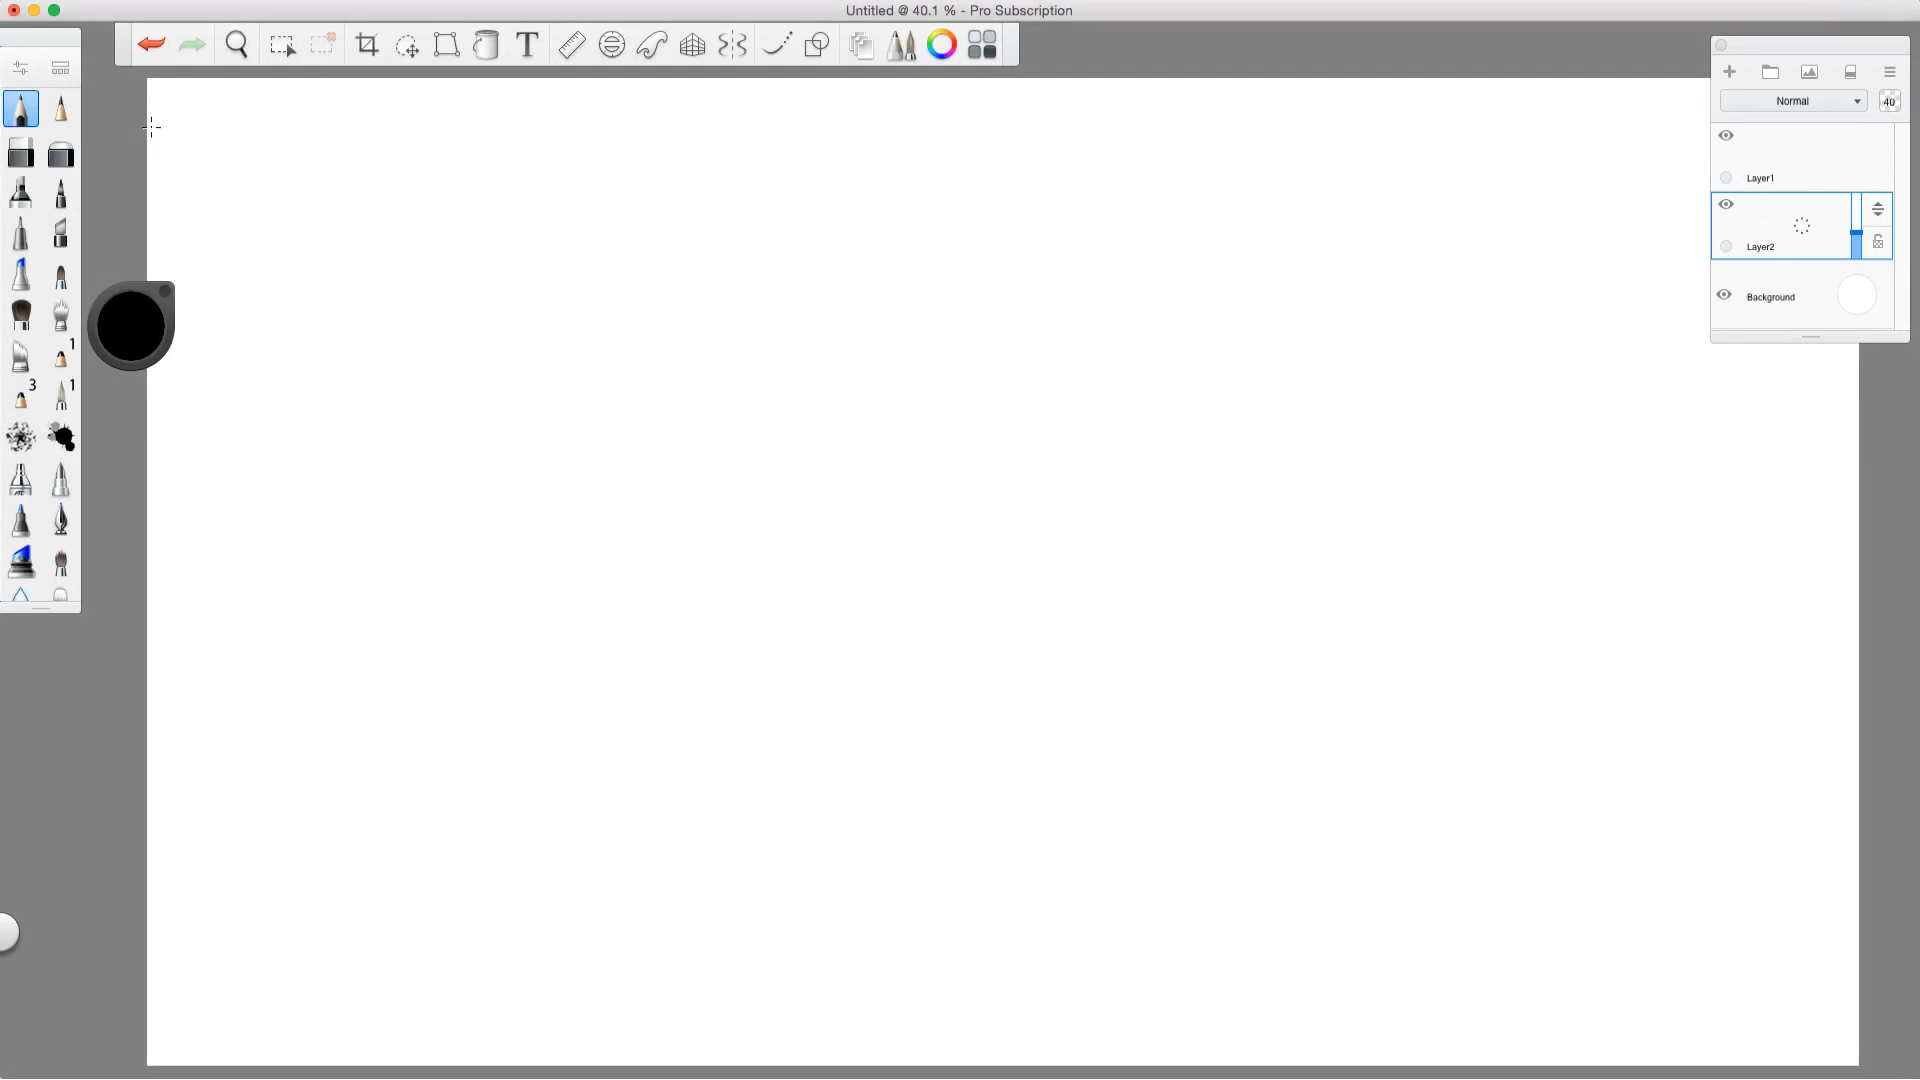 Untitled @ 40.1 % - Pro Subscription
T
Normal
40
Layer1
Layer2
Background
1
3
1